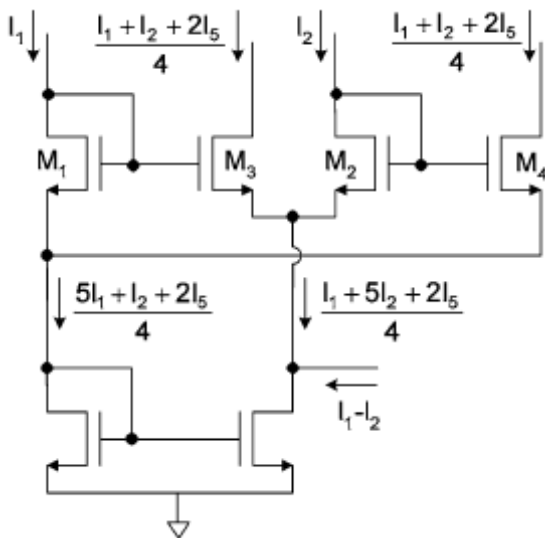 I₁
I₁ + I₂ + 2I₅
4
I₂
I₁ + I₂ + 2I₅
4
M₁
M₃
M₂
M₄
5I₁ + I₂ + 2I₅
4
I₁ + 5I₂ + 2I₅
4
I₁-I₂